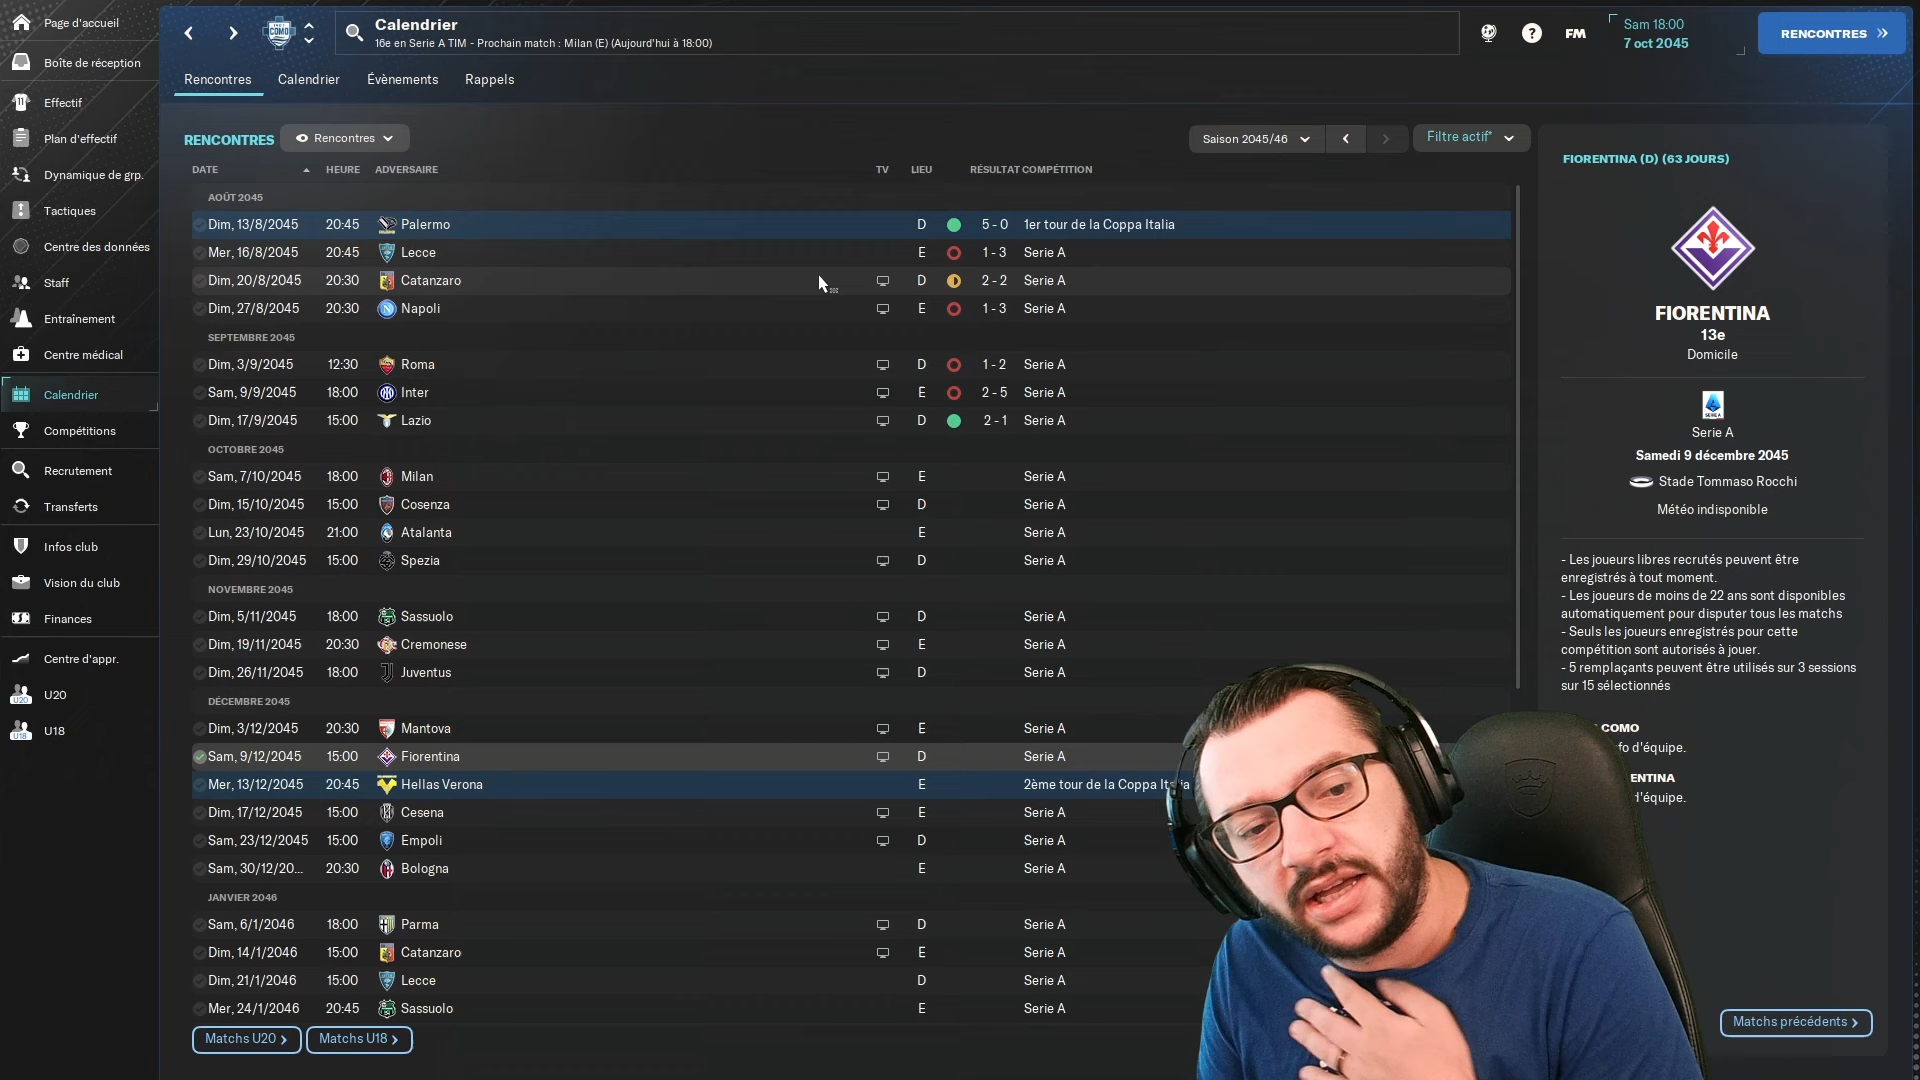 Page d'accueil
Boîte de réception
Effectif
Plan d'effectif
Dynamique de grp.
Tactiques
Centre des données
Staff
Entraînement
Centre médical
Calendrier
Compétitions
Recrutement
Transferts
Infos club
Vision du club
Finances
Centre d'appr.
U20
U18
Calendrier
16e en Serie A TIM - Prochain match : Milan (E) (Aujourd'hui à 18:00)
FM
Sam 18:00
7 oct 2045
RENCONTRES
Rencontres Calendrier Évènements Rappels
RENCONTRES Rencontres Saison 2045/46 Filtre actif*
DATE HEURE ADVERSAIRE TV LIEU RÉSULTAT COMPÉTITION
AOÛT 2045
Dim, 13/8/2045 20:45 Palermo D 5 - 0 1er tour de la Coppa Italia
Mer, 16/8/2045 20:45 Lecce E 1 - 3 Serie A
Dim, 20/8/2045 20:30 Catanzaro D 2 - 2 Serie A
Dim, 27/8/2045 20:30 Napoli E 1 - 3 Serie A
SEPTEMBRE 2045
Dim, 3/9/2045 12:30 Roma D 1 - 2 Serie A
Sam, 9/9/2045 18:00 Inter E 2 - 5 Serie A
Dim, 17/9/2045 15:00 Lazio D 2 - 1 Serie A
OCTOBRE 2045
Sam, 7/10/2045 18:00 Milan E Serie A
Dim, 15/10/2045 15:00 Cosenza D Serie A
Lun, 23/10/2045 21:00 Atalanta E Serie A
Dim, 29/10/2045 15:00 Spezia D Serie A
NOVEMBRE 2045
Dim, 5/11/2045 18:00 Sassuolo D Serie A
Dim, 19/11/2045 20:30 Cremonese E Serie A
Dim, 26/11/2045 18:00 Juventus D Serie A
DÉCEMBRE 2045
Dim, 3/12/2045 20:30 Mantova E Serie A
Sam, 9/12/2045 15:00 Fiorentina D Serie A
Mer, 13/12/2045 20:45 Hellas Verona E 2ème tour de la Coppa Italia
Dim, 17/12/2045 15:00 Cesena E Serie A
Sam, 23/12/2045 15:00 Empoli D Serie A
Sam, 30/12/20... 20:30 Bologna E Serie A
JANVIER 2046
Sam, 6/1/2046 18:00 Parma D Serie A
Dim, 14/1/2046 15:00 Catanzaro E Serie A
Dim, 21/1/2046 15:00 Lecce D Serie A
Mer, 24/1/2046 20:45 Sassuolo E Serie A
Matchs U20 Matchs U18
FIORENTINA (D) (63 JOURS)
FIORENTINA
13e
Domicile
Serie A
Samedi 9 décembre 2045
Stade Tommaso Rocchi
Météo indisponible
- Les joueurs libres recrutés peuvent être
enregistrés à tout moment.
- Les joueurs de moins de 22 ans sont disponibles
automatiquement pour disputer tous les matchs
- Seuls les joueurs enregistrés pour cette
compétition sont autorisés à jouer.
- 5 remplaçants peuvent être utilisés sur 3 sessions
sur 15 sélectionnés
COMO
d'équipe.
ENTINA
d'équipe.
Matchs précédents